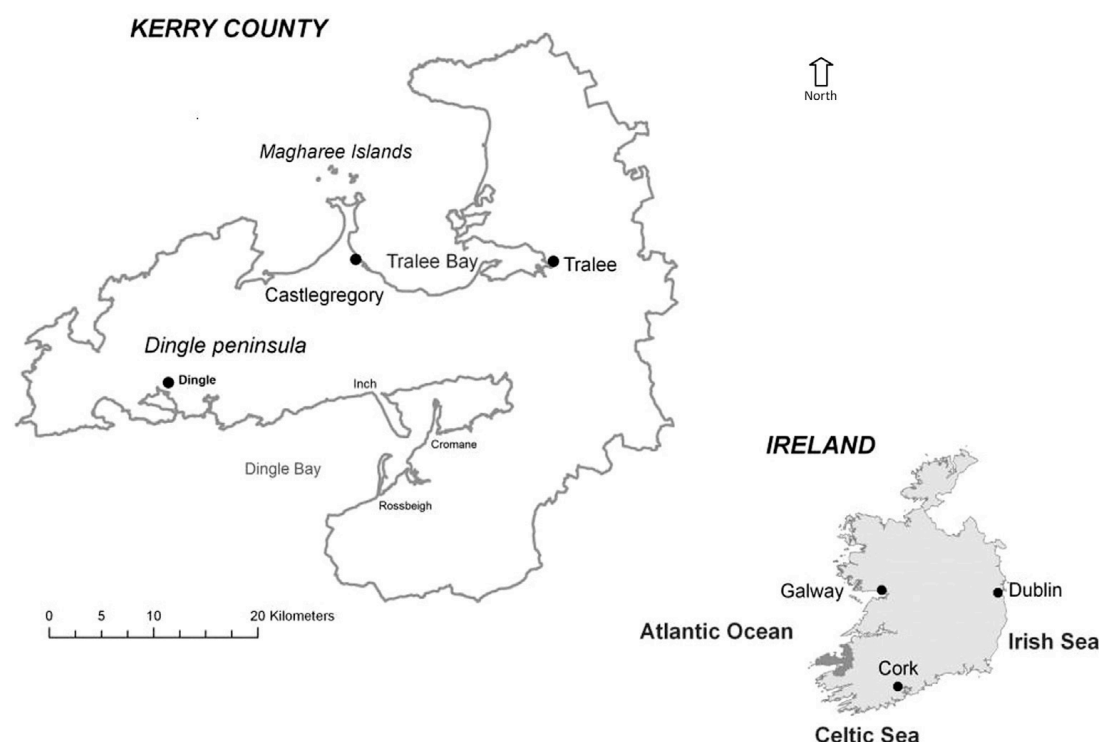 KERRY COUNTY
North
Magharee Islands
Tralee Bay
Tralee
Castlegregory
Dingle peninsula
Dingle
Inch
Cromane
Dingle Bay
Rossbeigh
IRELAND
Galway
Dublin
0 5 10 20 Kilometers
Atlantic Ocean
Irish Sea
Cork
Celtic Sea